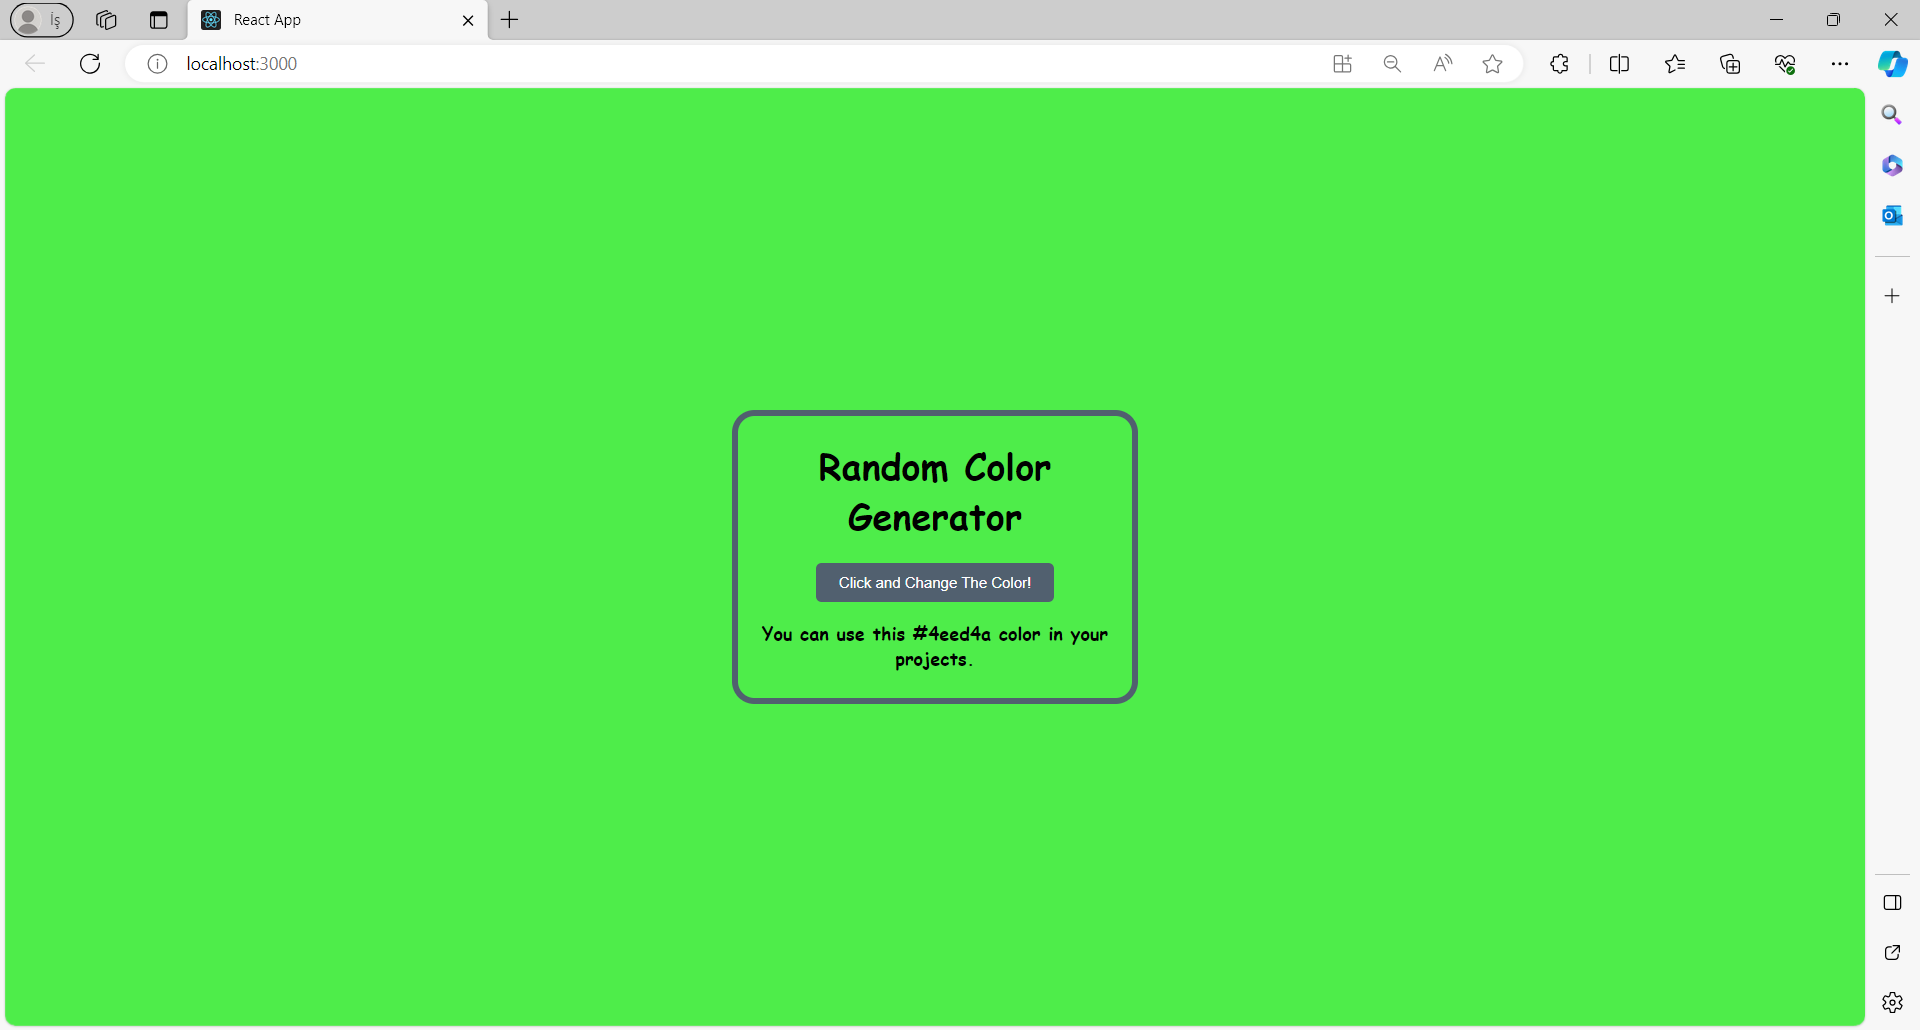 İş
React App
localhost:3000
Random Color
Generator
Click and Change The Color!
You can use this #4eed4a color in your
projects.